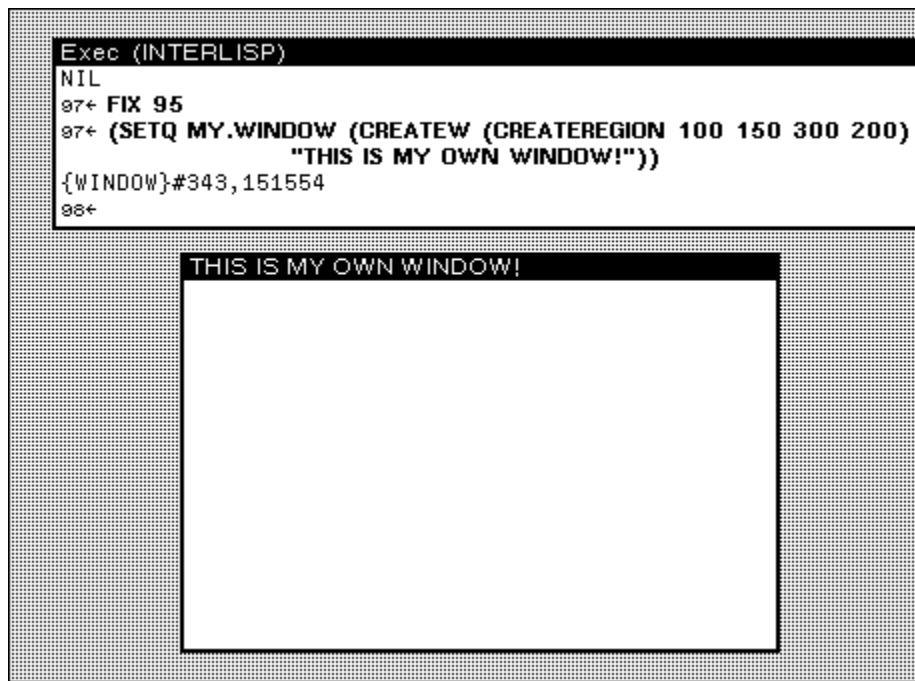 Exec (INTERLISP)
NIL
97← FIX 95
97← (SETQ MY.WINDOW (CREATEW (CREATEREGION 100 150 300 200)
"THIS IS MY OWN WINDOW!"))
{WINDOW}#343,151554
98←
THIS IS MY OWN WINDOW!